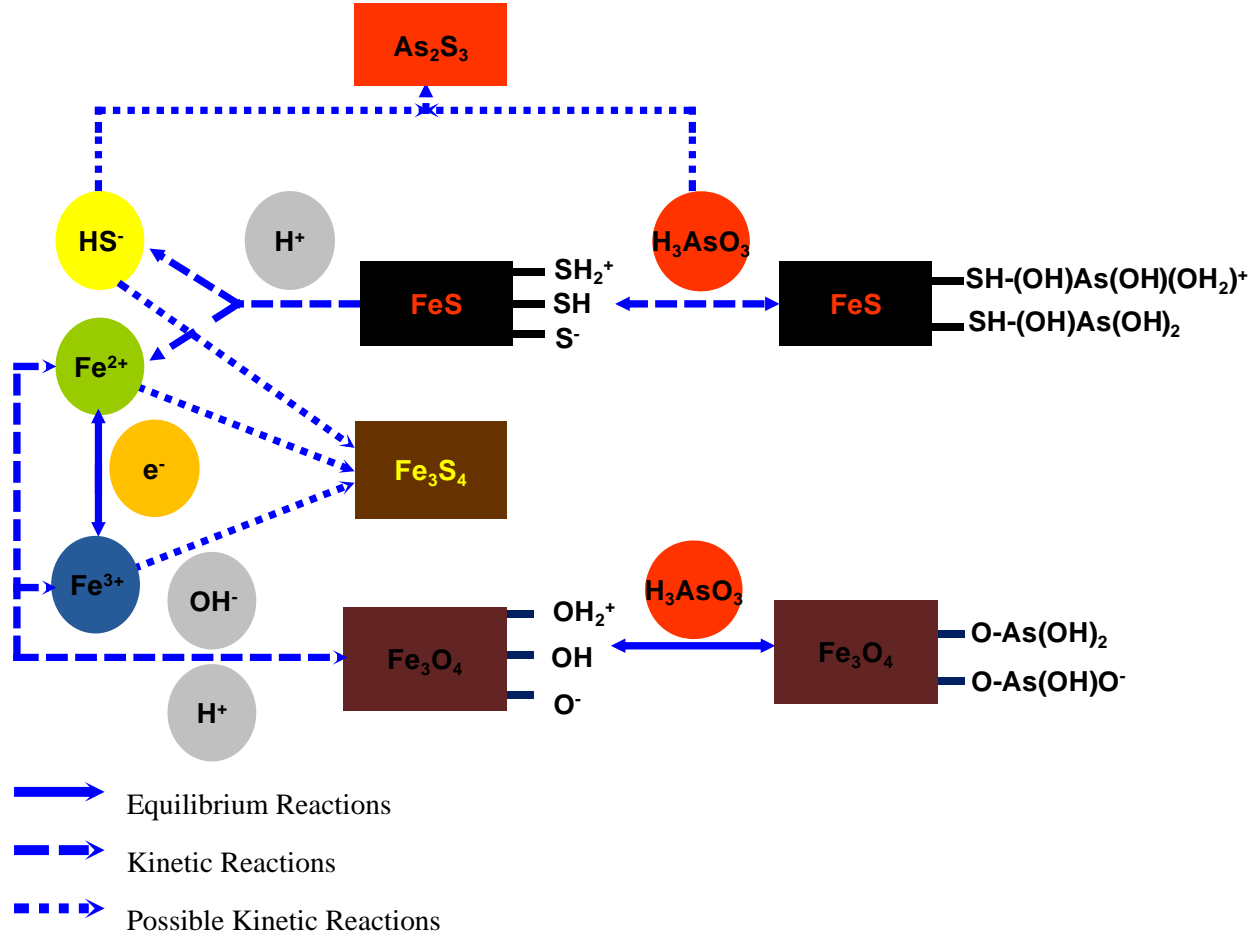 As₂S₃
HS⁻
H⁺
H₃AsO₃
FeS
SH₂⁺
SH
S⁻
FeS
SH-(OH)As(OH)(OH₂)⁺
SH-(OH)As(OH)₂
Fe²⁺
e⁻
Fe₃S₄
Fe³⁺
OH⁻
H⁺
Fe₃O₄
OH₂⁺
OH
O⁻
H₃AsO₃
Fe₃O₄
O-As(OH)₂
O-As(OH)O⁻
Equilibrium Reactions
Kinetic Reactions
Possible Kinetic Reactions